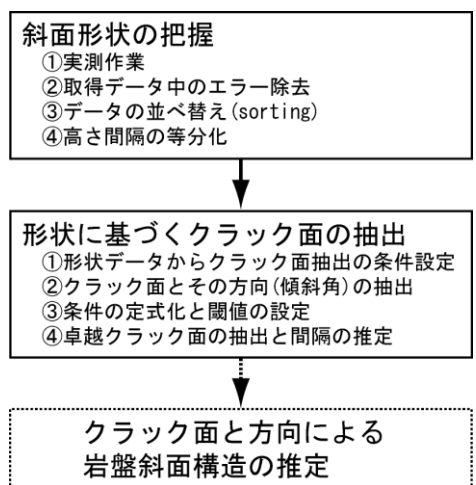 斜面形状の把握
①実測作業
②取得データ中のエラー除去
③データの並べ替え(sorting)
④高さ間隔の等分化
形状に基づくクラック面の抽出
①形状データからクラック面抽出の条件設定
②クラック面とその方向(傾斜角)の抽出
③条件の定式化と閾値の設定
④卓越クラック面の抽出と間隔の推定
クラック面と方向による
岩盤斜面構造の推定